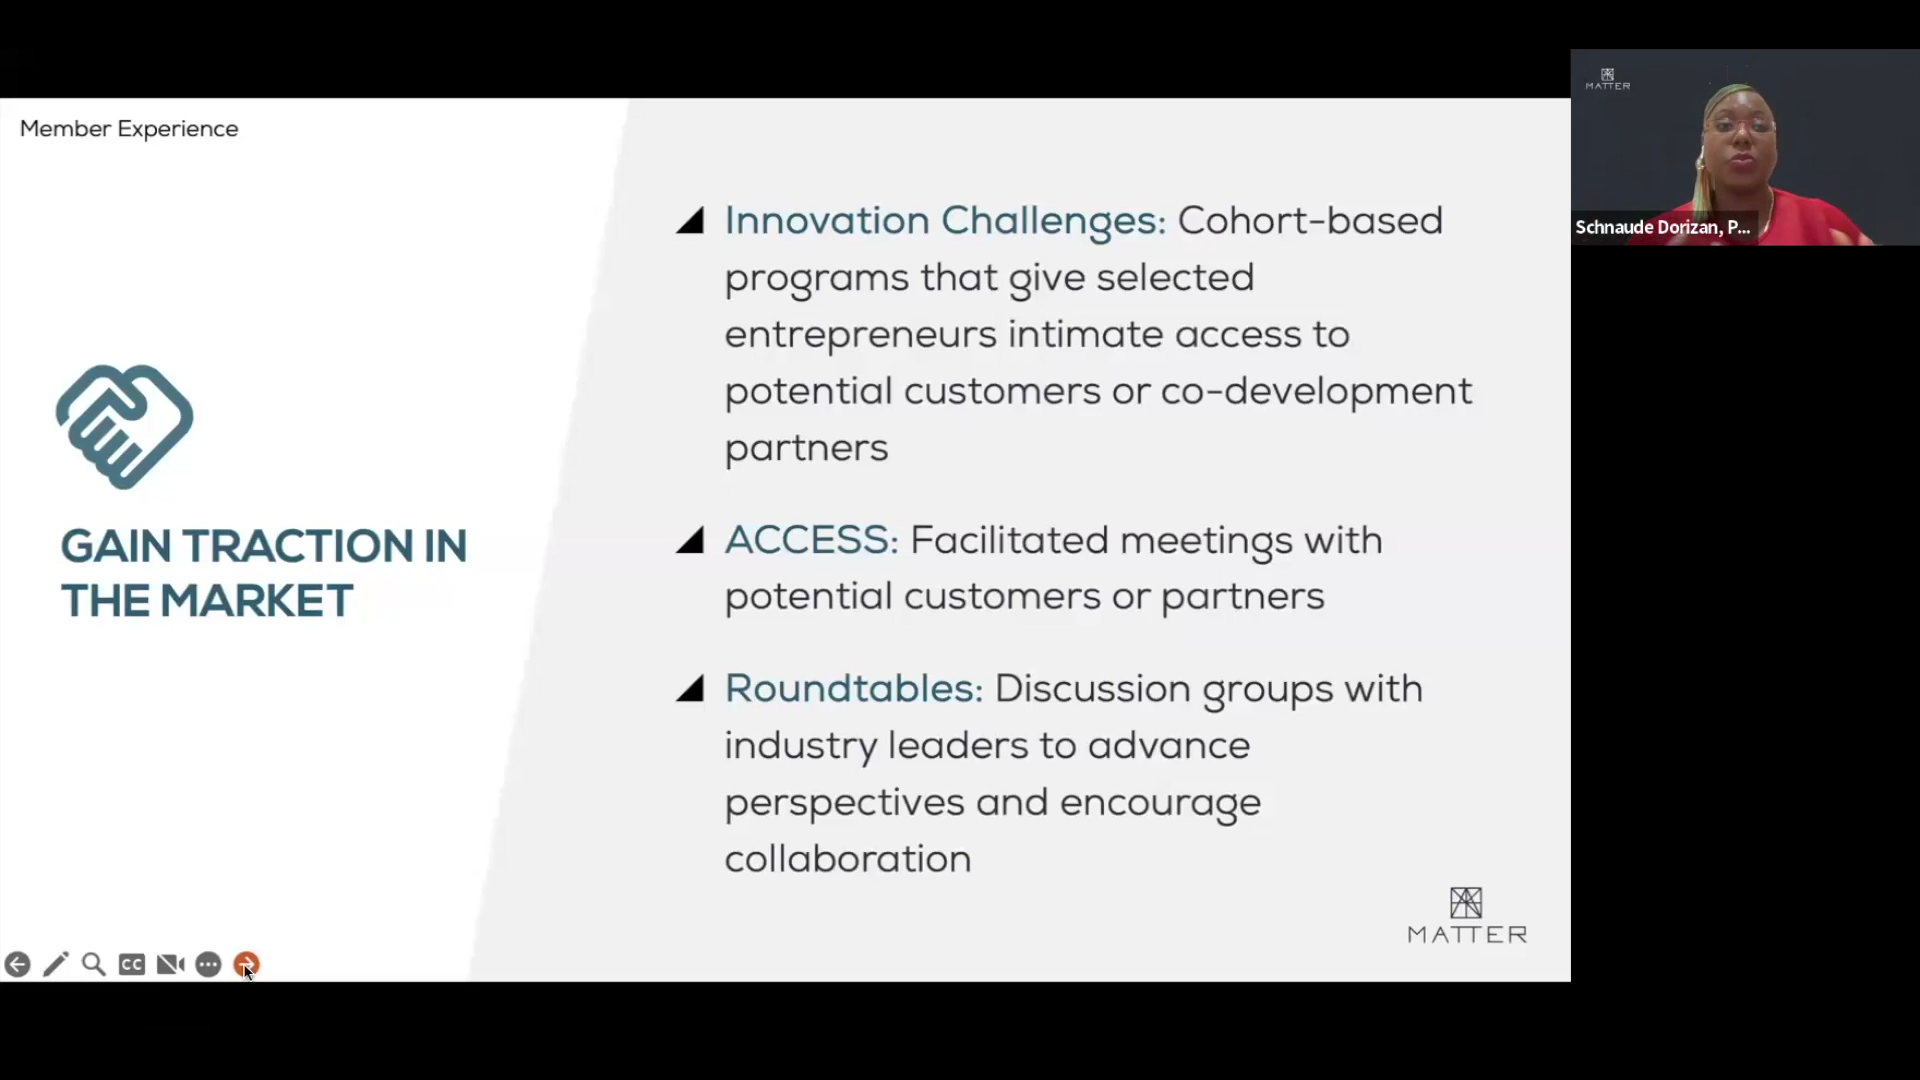 Member Experience
GAIN TRACTION IN
THE MARKET
Innovation Challenges: Cohort-based
programs that give selected
entrepreneurs intimate access to
potential customers or co-development
partners
ACCESS: Facilitated meetings with
potential customers or partners
Roundtables: Discussion groups with
industry leaders to advance
perspectives and encourage
collaboration
MATTER
CC
MATTER
Schnaude Dorizan, P...